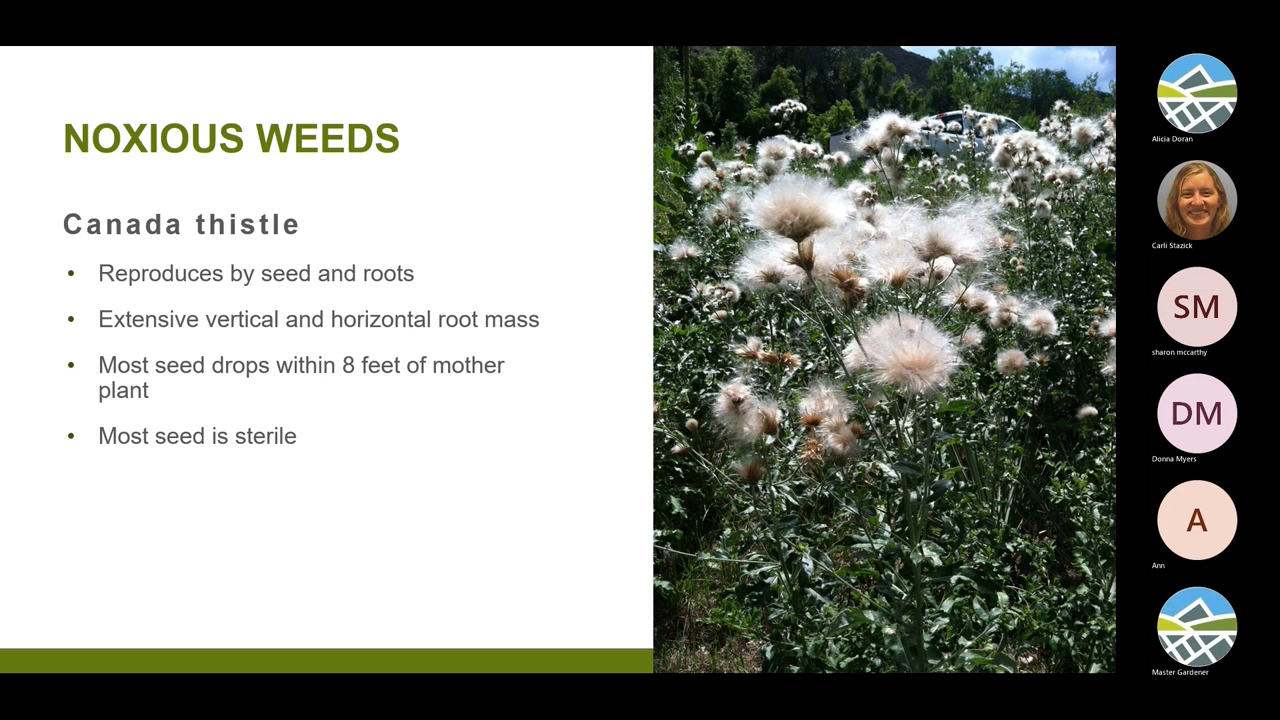 NOXIOUS WEEDS
Canada thistle
• Reproduces by seed and roots
• Extensive vertical and horizontal root mass
• Most seed drops within 8 feet of mother
plant
• Most seed is sterile
Alicia Doran
Carli Stazick
SM
sharon mccarthy
DM
Donna Myers
A
Ann
Master Gardener